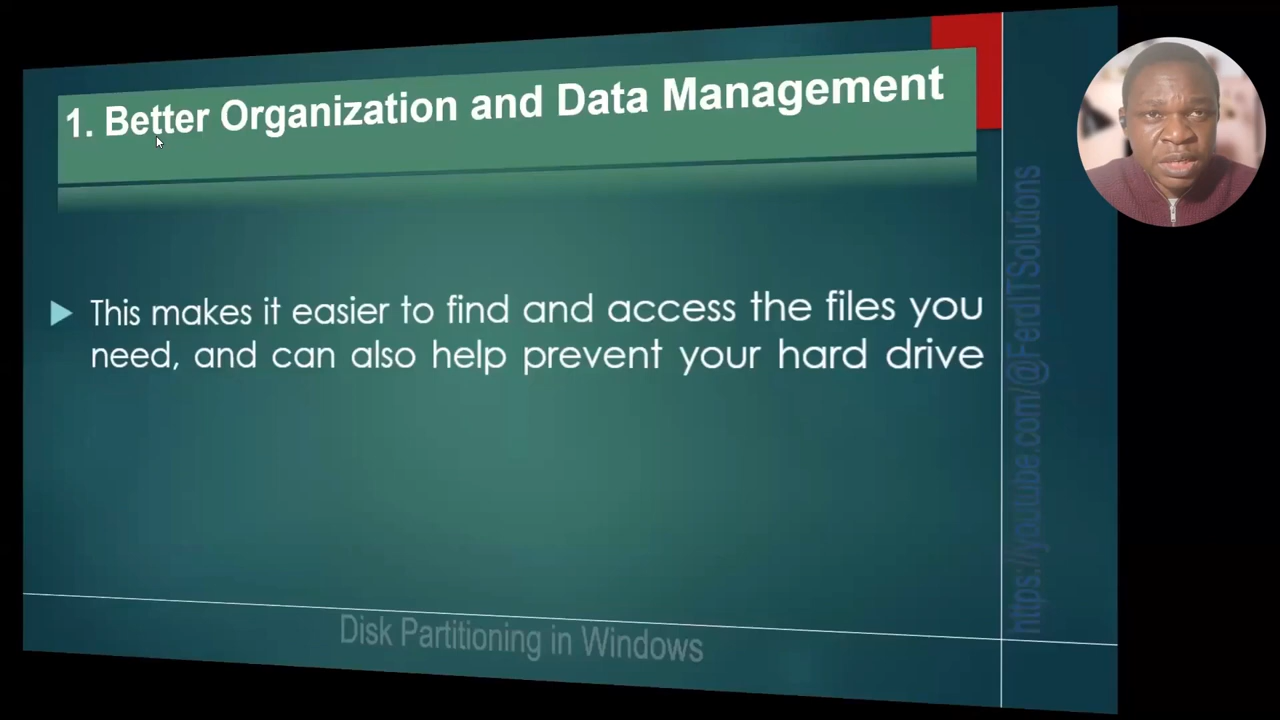 1. Better Organization and Data Management
This makes it easier to find and access the files you
need, and can also help prevent your hard drive
Disk Partitioning in Windows
https://youtube.com/@FerdITSolutions